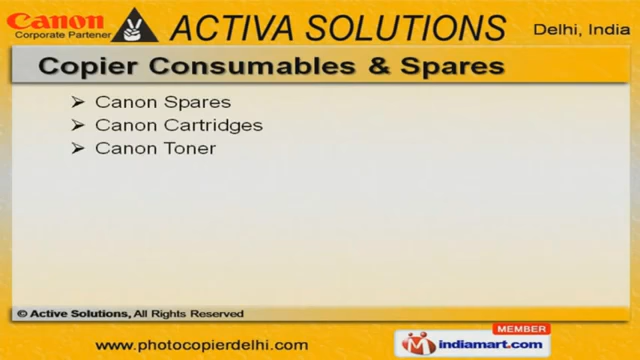 Canon
Corporate Partener
ACTIVA SOLUTIONS
Delhi, India
Copier Consumables & Spares
➢ Canon Spares
➢ Canon Cartridges
➢ Canon Toner
© Active Solutions, All Rights Reserved
www.photocopierdelhi.com
MEMBER
indiamart.com